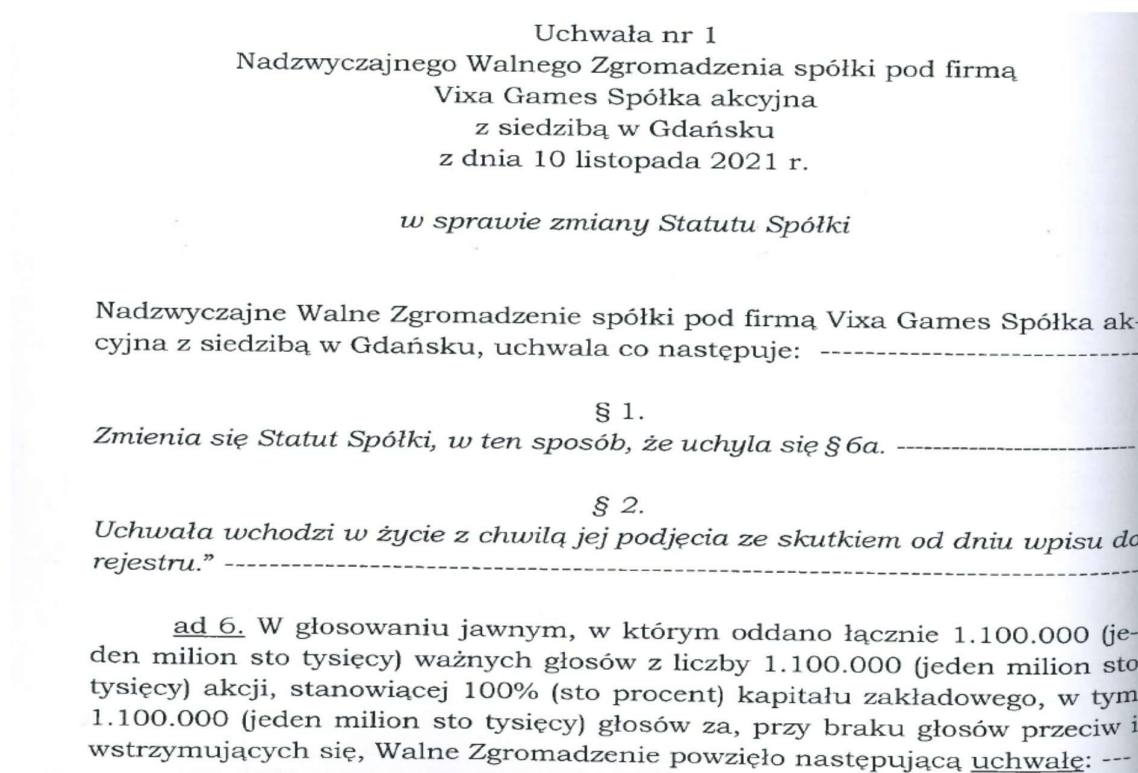 Uchwała nr 1
Nadzwyczajnego Walnego Zgromadzenia spółki pod firmą
Vixa Games Spółka akcyjna
z siedzibą w Gdańsku
z dnia 10 listopada 2021 r.
w sprawie zmiany Statutu Spółki
Nadzwyczajne Walne Zgromadzenie spółki pod firmą Vixa Games Spółka ak-
cyjna z siedzibą w Gdańsku, uchwala co następuje: ----------------------------
§ 1.
Zmienia się Statut Spółki, w ten sposób, że uchyla się § 6a. ---------------------
§ 2.
Uchwała wchodzi w życie z chwilą jej podjęcia ze skutkiem od dniu wpisu do
rejestru.” --------------------------------------------------------------------------------
ad 6. W głosowaniu jawnym, w którym oddano łącznie 1.100.000 (je-
den milion sto tysięcy) ważnych głosów z liczby 1.100.000 (jeden milion sto
tysięcy) akcji, stanowiącej 100% (sto procent) kapitału zakładowego, w tym
1.100.000 (jeden milion sto tysięcy) głosów za, przy braku głosów przeciw i
wstrzymujących się, Walne Zgromadzenie powzięło następującą uchwałę: ---